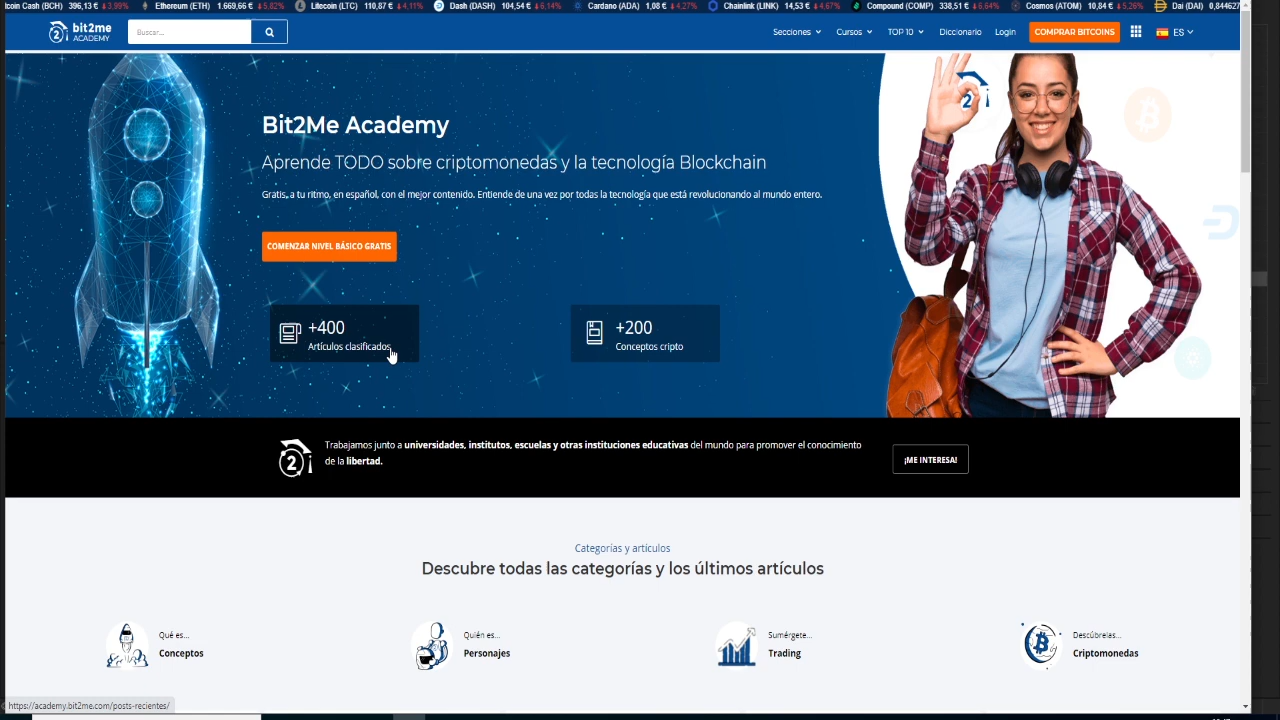 lcoin Cash (BCH) 396,13 € ↓3,99% Ethereum (ETH) 1.669,66 € ↓5,62% Litecoin (LTC) 110,87 € ↓4,11% Dash (DASH) 104,54 € ↓6,14% Cardano (ADA) 1,08 € ↓4,27% Chainlink (LINK) 14,53 € ↓4,67% Compound (COMP) 338,51 € ↓6,64% Cosmos (ATOM) 10,84 € ↓5,26% Dai (DAI) 0,844627
bit2me ACADEMY
Buscar...
Secciones Cursos TOP 10 Diccionario Login COMPRAR BITCOINS ES
Bit2Me Academy
Aprende TODO sobre criptomonedas y la tecnología Blockchain
Gratis, a tu ritmo, en español, con el mejor contenido. Entiende de una vez por todas la tecnología que está revolucionando al mundo entero.
COMENZAR NIVEL BÁSICO GRATIS
+400
Artículos clasificados
+200
Conceptos cripto
Trabajamos junto a universidades, institutos, escuelas y otras instituciones educativas del mundo para promover el conocimiento
de la libertad.
¡ME INTERESA!
Categorías y artículos
Descubre todas las categorías y los últimos artículos
Qué es...
Conceptos
Quién es...
Personajes
Sumérgete...
Trading
Descúbrelas...
Criptomonedas
https://academy.bit2me.com/posts-recientes/